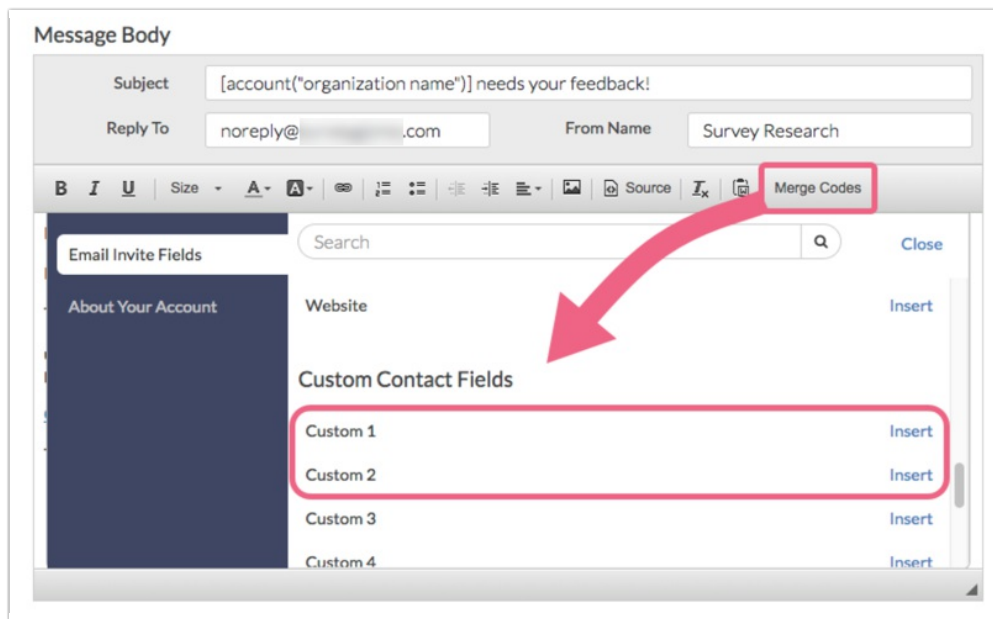 Message Body
Subject [account("organization name")] needs your feedback!
Reply To noreply@ .com From Name Survey Research
B I U Size A A Source Tx Merge Codes
Email Invite Fields Search Close
About Your Account Website Insert
Custom Contact Fields
Custom 1 Insert
Custom 2 Insert
Custom 3 Insert
Custom 4 Insert